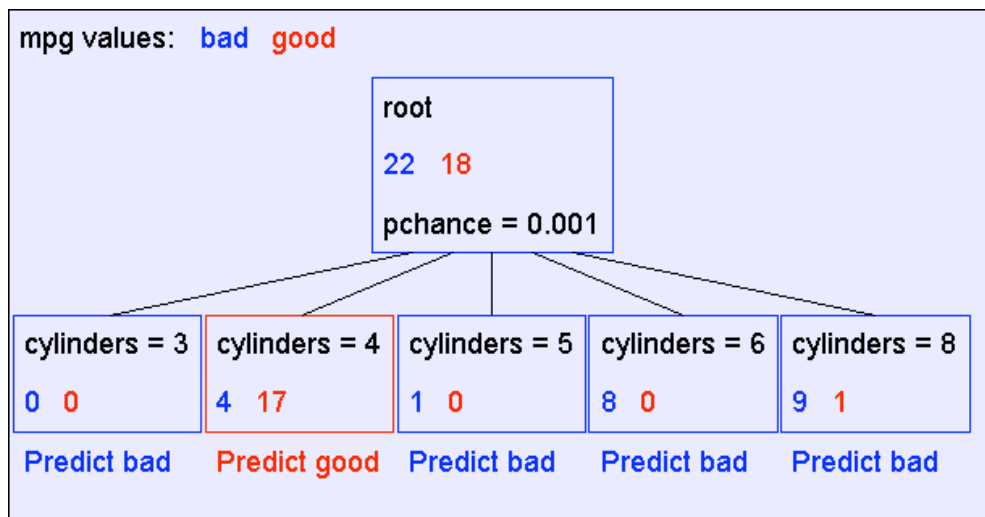 mpg values: bad good
root
22 18
pchance = 0.001
cylinders = 3 cylinders = 4 cylinders = 5 cylinders = 6 cylinders = 8
0 0 4 17 1 0 8 0 9 1
Predict bad Predict good Predict bad Predict bad Predict bad